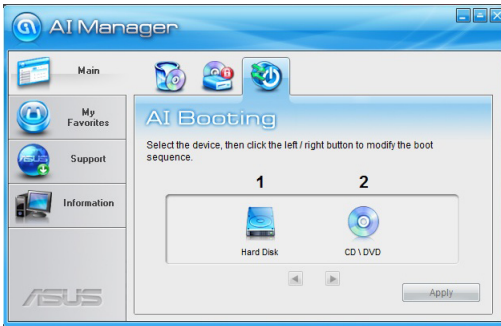 AI Manager
Main
My
Favorites
Support
Information
AI Booting
Select the device, then click the left / right button to modify the boot
sequence.
1 2
Hard Disk CD \ DVD
Apply
ASUS